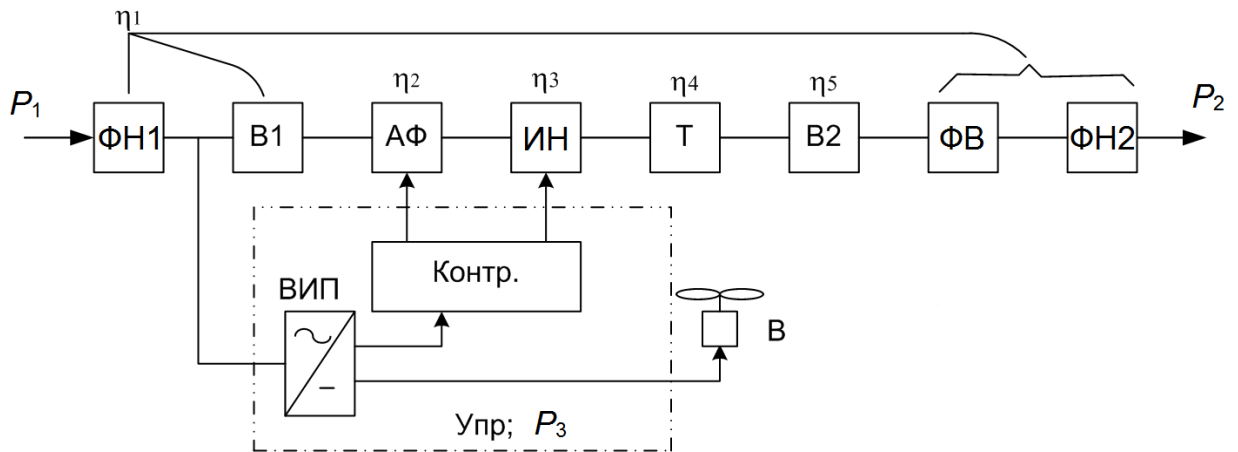 η1
η2
η3
η4
η5
P1
P2
ФН1
В1
АФ
ИН
Т
В2
ФВ
ФН2
Контр.
ВИП
~
–
В
Упр; P3